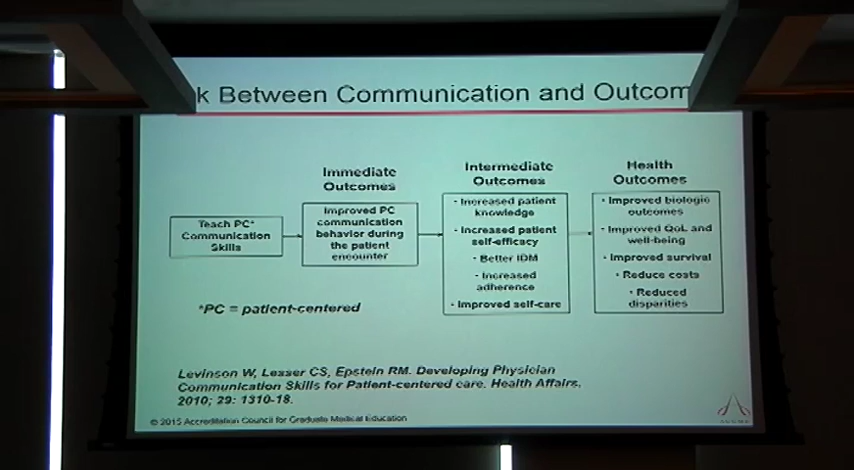 k Between Communication and Outcom
Immediate
Outcomes
Intermediate
Outcomes
Health
Outcomes
Teach PC*
Communication
Skills
Improved PC
communication
behavior during
the patient
encounter
- Increased patient
knowledge
- Increased patient
self-efficacy
- Better IDM
- Increased
adherence
- Improved self-care
- Improved biologic
outcomes
- Improved QoL and
well-being
- Improved survival
- Reduce costs
- Reduced
disparities
*PC = patient-centered
Levinson W, Lesser CS, Epstein RM. Developing Physician
Communication Skills for Patient-centered care. Health Affairs.
2010; 29: 1310-18.
© 2015 Accreditation Council for Graduate Medical Education